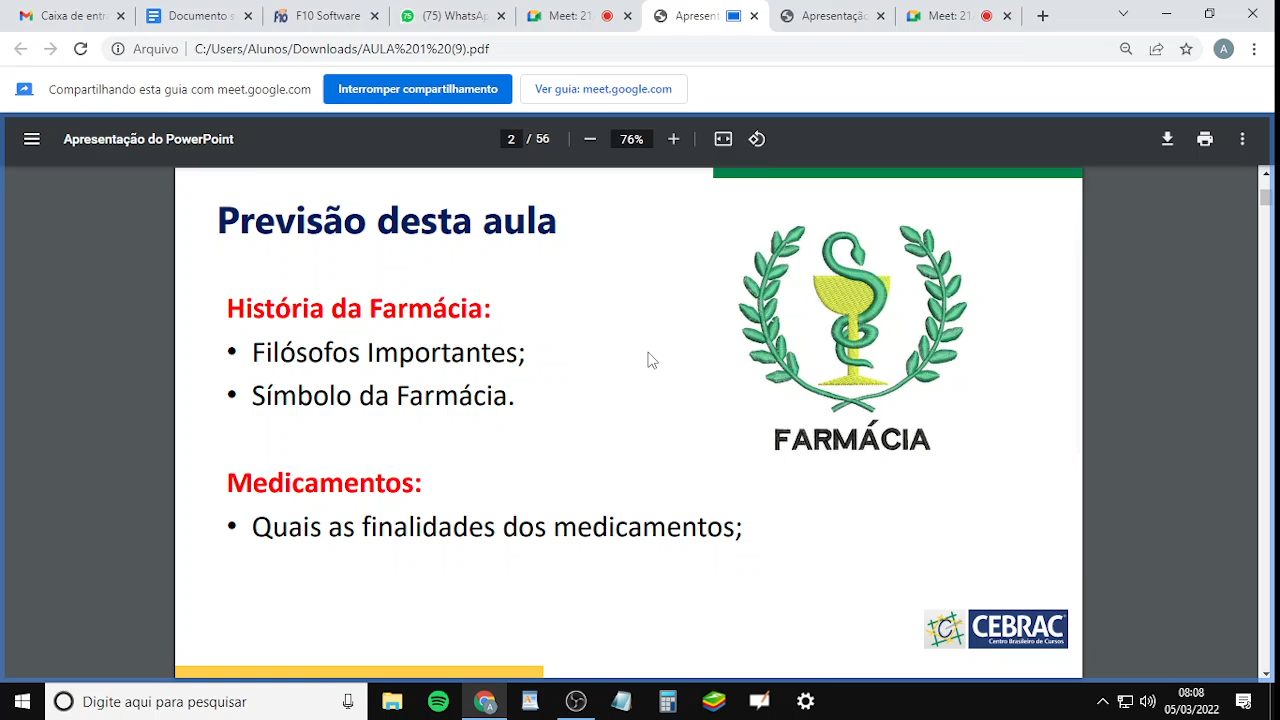 Caixa de entra
Documento s
F10 Software
(75) WhatsA
Meet: 21
Apresent
Apresentação
Meet: 21
Arquivo
C:/Users/Alunos/Downloads/AULA%201%20(9).pdf
A
Compartilhando esta guia com meet.google.com
Interromper compartilhamento
Ver guia: meet.google.com
Apresentação do PowerPoint
2 / 56
76%
Previsão desta aula
História da Farmácia:
• Filósofos Importantes;
• Símbolo da Farmácia.
FARMÁCIA
Medicamentos:
• Quais as finalidades dos medicamentos;
CEBRAC
Centro Brasileiro de Cursos
Digite aqui para pesquisar
08:08
05/03/2022